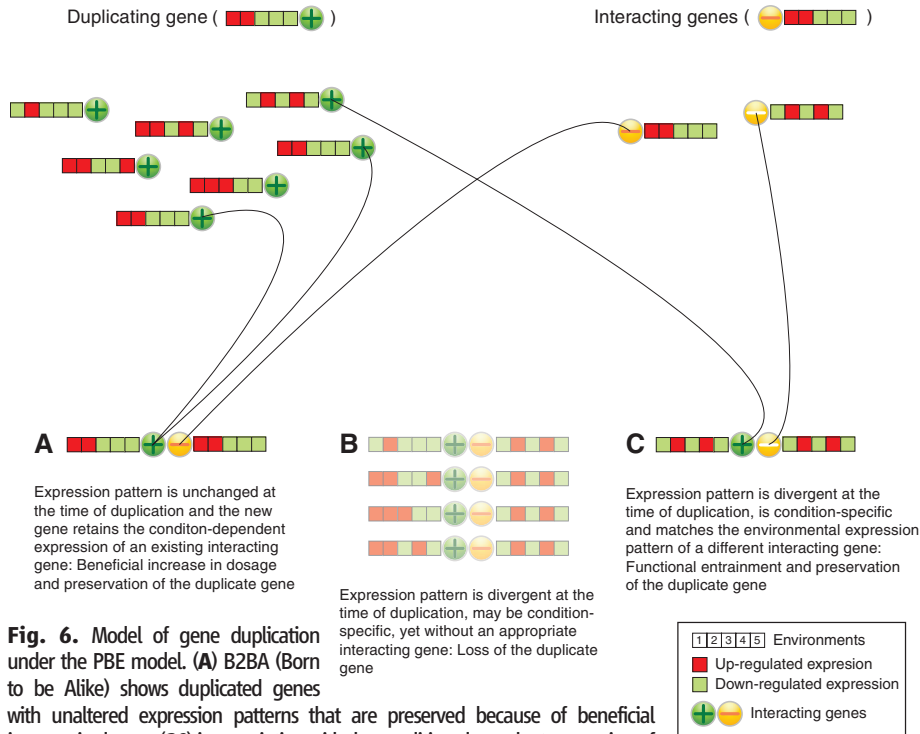 Duplicating gene ( + )
Interacting genes ( − )
A
Expression pattern is unchanged at
the time of duplication and the new
gene retains the conditon-dependent
expression of an existing interacting
gene: Beneficial increase in dosage
and preservation of the duplicate gene
B
Expression pattern is divergent at the
time of duplication, may be condition-
specific, yet without an appropriate
interacting gene: Loss of the duplicate
gene
C
Expression pattern is divergent at the
time of duplication, is condition-specific
and matches the environmental expression
pattern of a different interacting gene:
Functional entrainment and preservation
of the duplicate gene
1 2 3 4 5 Environments
Up-regulated expresion
Down-regulated expression
Interacting genes
Fig. 6. Model of gene duplication
under the PBE model. (A) B2BA (Born
to be Alike) shows duplicated genes
with unaltered expression patterns that are preserved because of beneficial